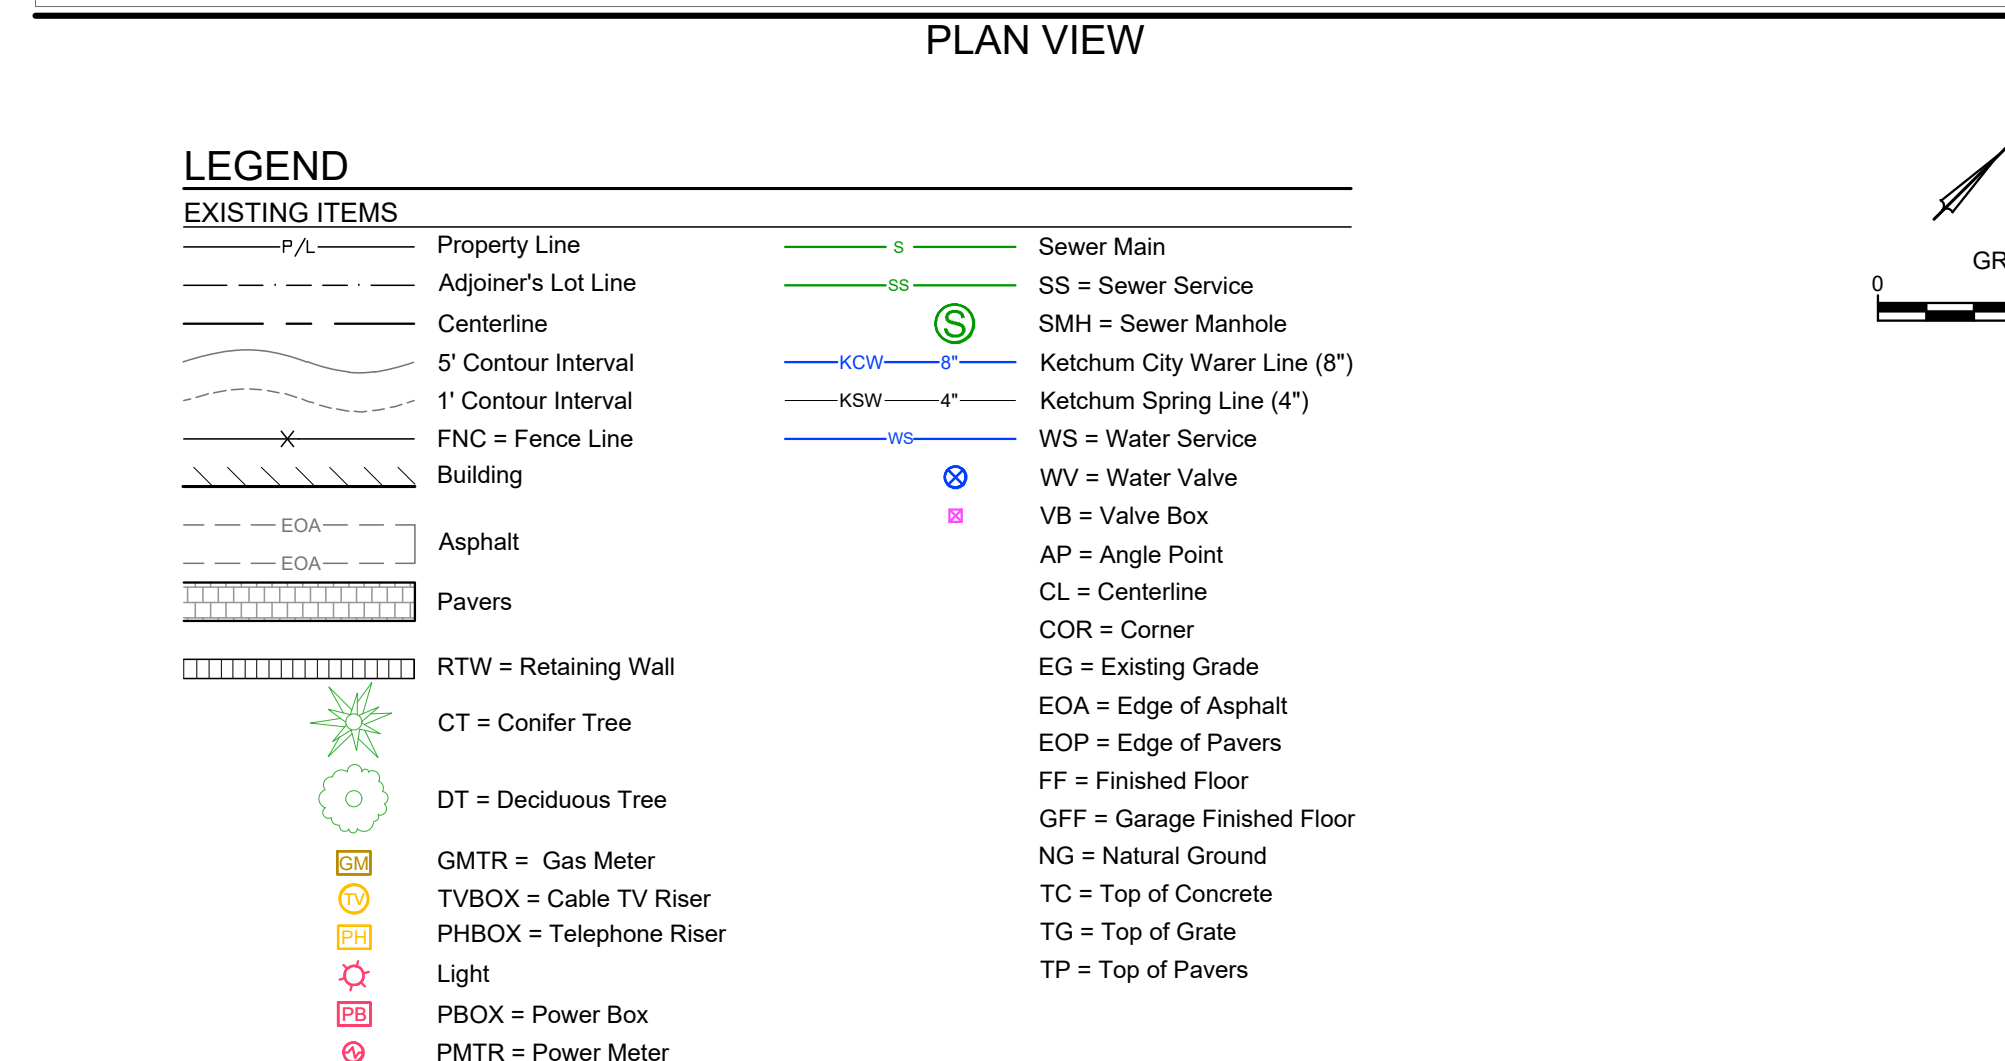 PLAN VIEW
LEGEND
EXISTING ITEMS
P/L Property Line
Adjoiner's Lot Line
Centerline
5' Contour Interval
1' Contour Interval
X FNC = Fence Line
Building
EOA
Asphalt
EOA
Pavers
RTW = Retaining Wall
CT = Conifer Tree
DT = Deciduous Tree
GM GMTR = Gas Meter
TV TVBOX = Cable TV Riser
PH PHBOX = Telephone Riser
Light
PB PBOX = Power Box
PMTR = Power Meter
S Sewer Main
SS SS = Sewer Service
S SMH = Sewer Manhole
KCW 8" Ketchum City Warer Line (8")
KSW 4" Ketchum Spring Line (4")
WS WS = Water Service
WV = Water Valve
VB = Valve Box
AP = Angle Point
CL = Centerline
COR = Corner
EG = Existing Grade
EOA = Edge of Asphalt
EOP = Edge of Pavers
FF = Finished Floor
GFF = Garage Finished Floor
NG = Natural Ground
TC = Top of Concrete
TG = Top of Grate
TP = Top of Pavers
GR
0